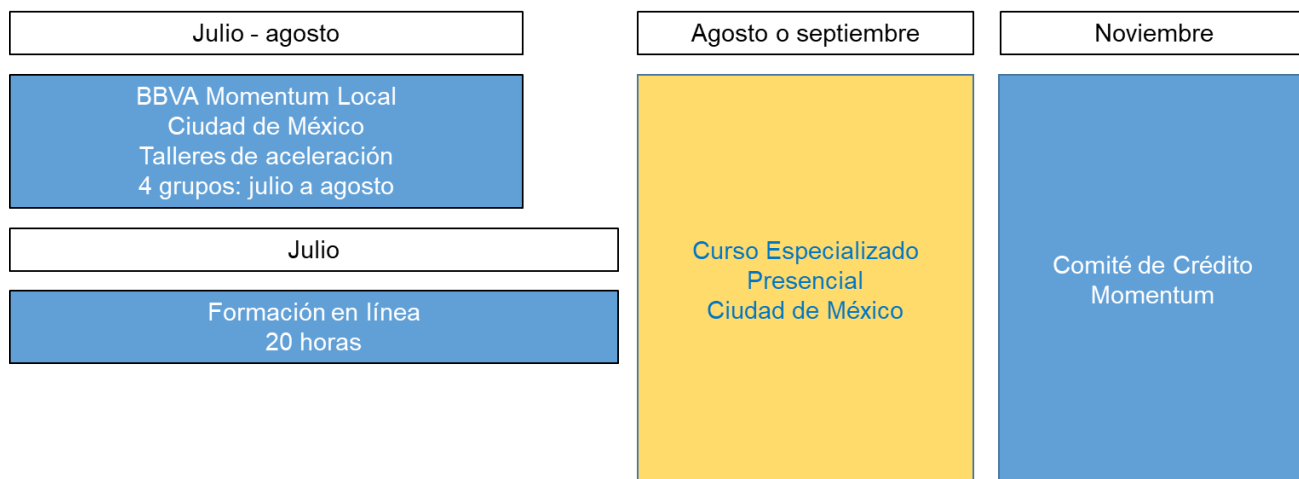 Julio - agosto
BBVA Momentum Local
Ciudad de México
Talleres de aceleración
4 grupos: julio a agosto
Julio
Formación en línea
20 horas
Agosto o septiembre
Curso Especializado
Presencial
Ciudad de México
Noviembre
Comité de Crédito
Momentum